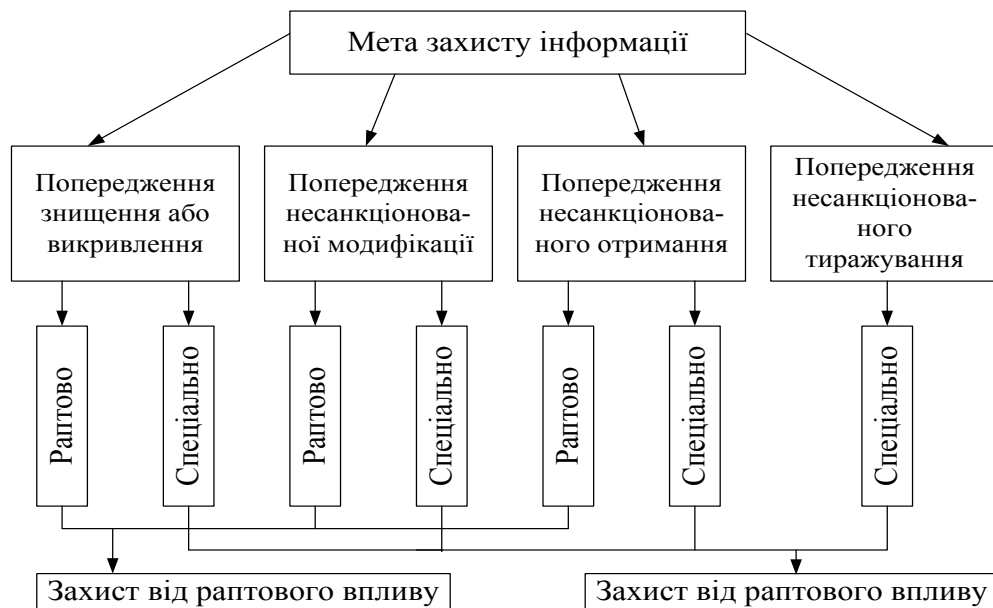 Мета захисту інформації
Попередження
знищення або
викривлення
Попередження
несанкціонова-
ної модифікації
Попередження
несанкціонова-
ного отримання
Попередження
несанкціонова-
ного
тиражування
Раптово
Спеціально
Раптово
Спеціально
Раптово
Спеціально
Спеціально
Захист від раптового впливу
Захист від раптового впливу